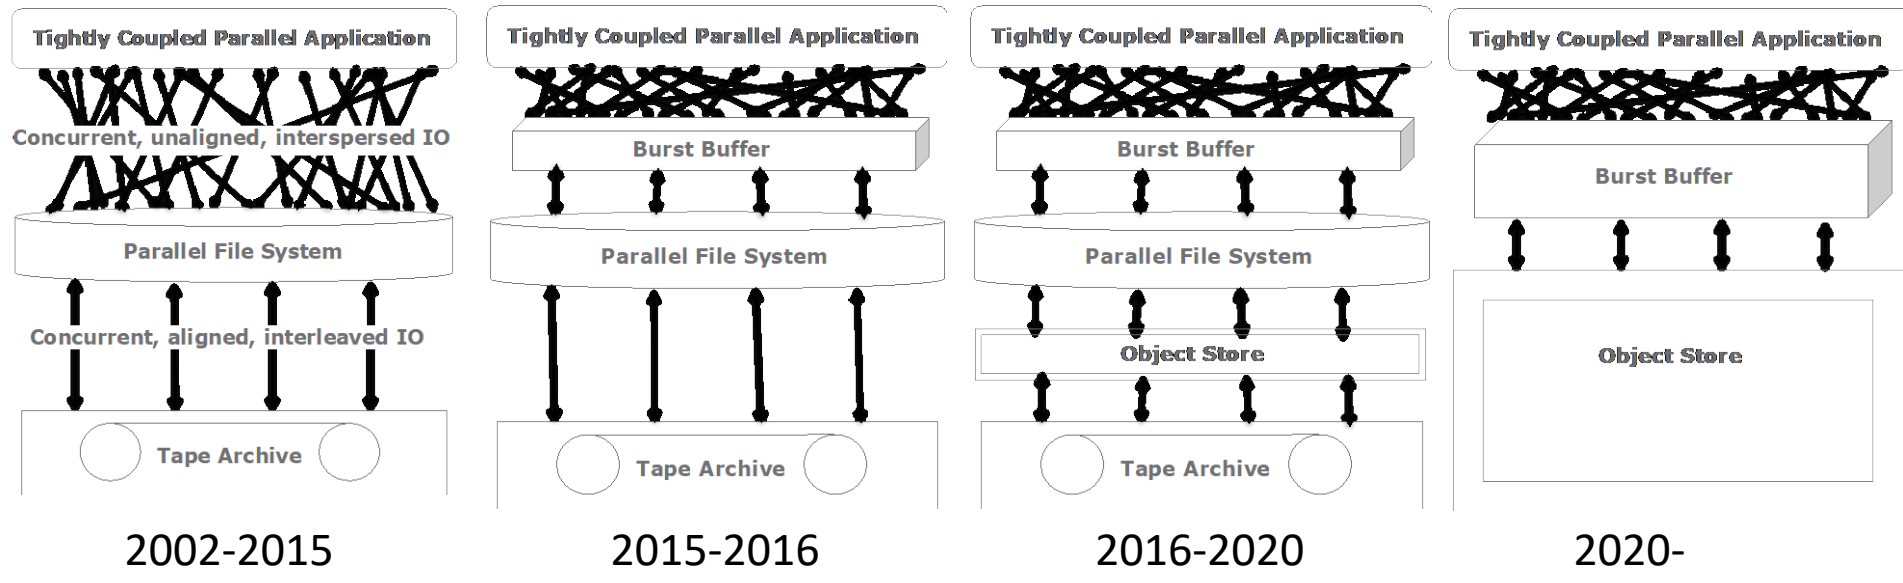 Tightly Coupled Parallel Application
Concurrent, unaligned, interspersed IO
Parallel File System
Concurrent, aligned, interleaved IO
Tape Archive
2002-2015
Tightly Coupled Parallel Application
Burst Buffer
Parallel File System
Tape Archive
2015-2016
Tightly Coupled Parallel Application
Burst Buffer
Parallel File System
Object Store
Tape Archive
2016-2020
Tightly Coupled Parallel Application
Burst Buffer
Object Store
2020-